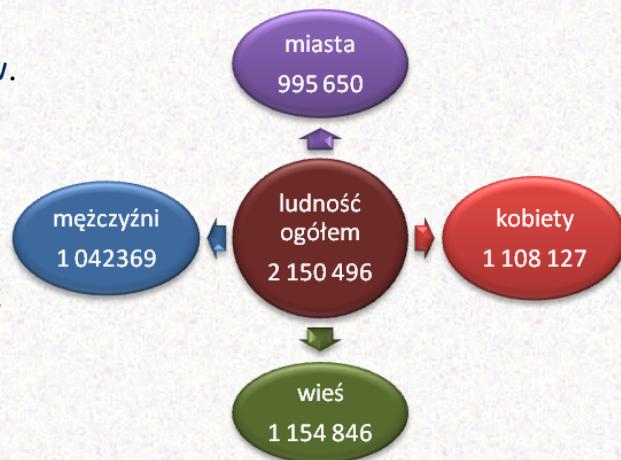 miasta
995 650
mężczyźni
1 042369
ludność
ogółem
2 150 496
kobiety
1 108 127
wieś
1 154 846